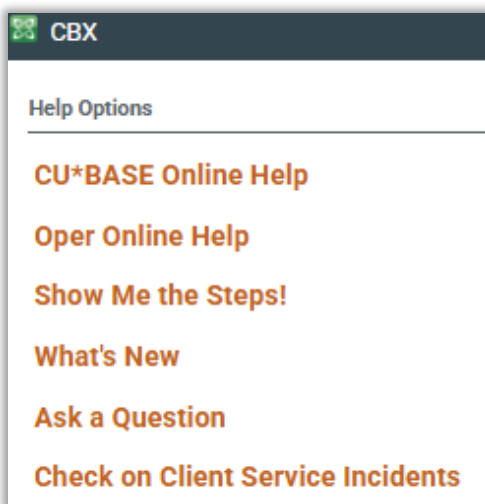 CBX
Help Options
CU*BASE Online Help
Oper Online Help
Show Me the Steps!
What's New
Ask a Question
Check on Client Service Incidents